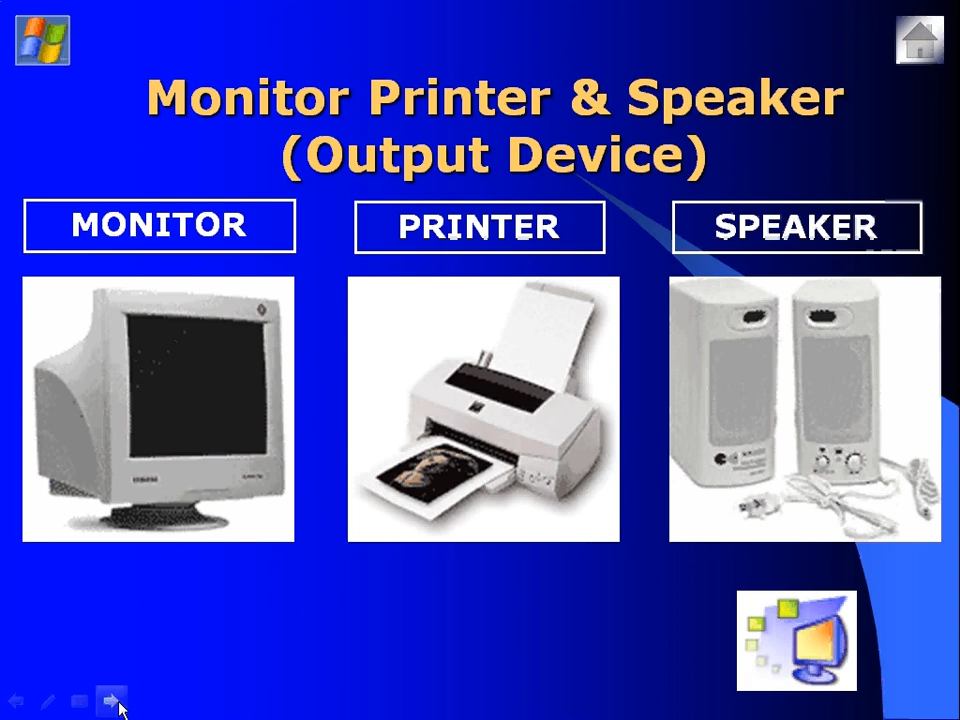 Monitor Printer & Speaker
(Output Device)
MONITOR
PRINTER
SPEAKER